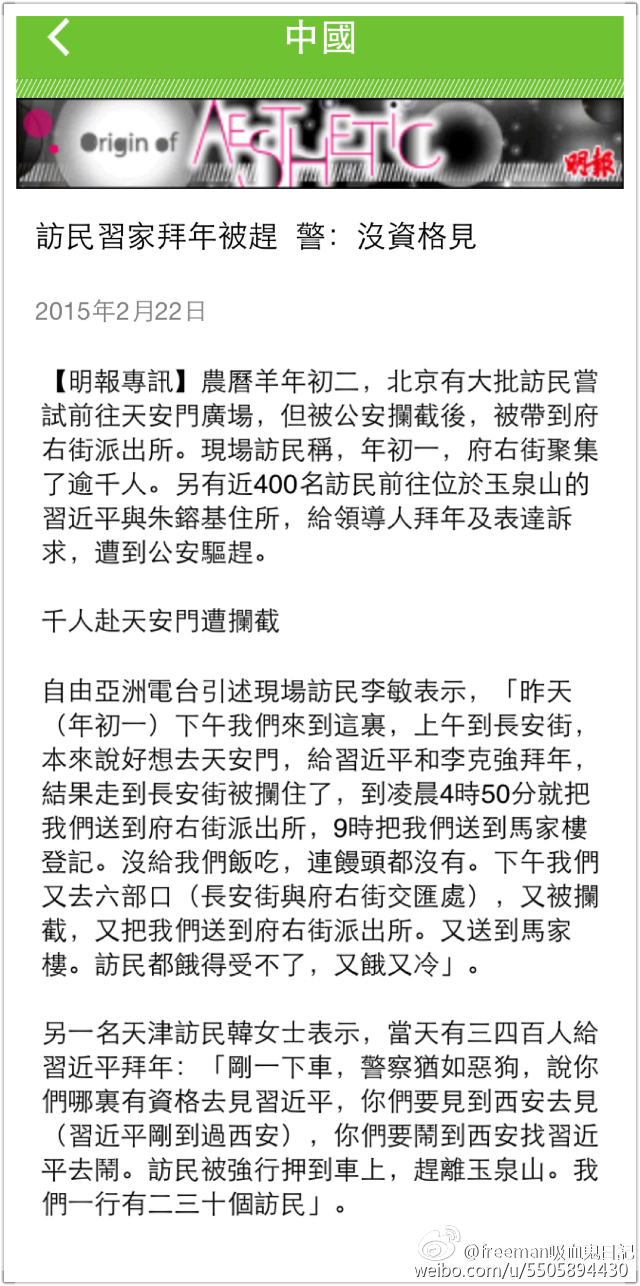 中國
Origin of AESTHETIC
明報
訪民習家拜年被趕 警：沒資格見
2015年2月22日
【明報專訊】農曆羊年初二，北京有大批訪民嘗
試前往天安門廣場，但被公安攔截後，被帶到府
右街派出所。現場訪民稱，年初一，府右街聚集
了逾千人。另有近400名訪民前往位於玉泉山的
習近平與朱鎔基住所，給領導人拜年及表達訴
求，遭到公安驅趕。
千人赴天安門遭攔截
自由亞洲電台引述現場訪民李敏表示，「昨天
（年初一）下午我們來到這裏，上午到長安街，
本來說好想去天安門，給習近平和李克強拜年，
結果走到長安街被攔住了，到凌晨4時50分就把
我們送到府右街派出所，9時把我們送到馬家樓
登記。沒給我們飯吃，連饅頭都沒有。下午我們
又去六部口（長安街與府右街交匯處），又被攔
截，又把我們送到府右街派出所。又送到馬家
樓。訪民都餓得受不了，又餓又冷」。
另一名天津訪民韓女士表示，當天有三四百人給
習近平拜年：「剛一下車，警察猶如惡狗，說你
們哪裏有資格去見習近平，你們要見到西安去見
（習近平剛到過西安），你們要鬧到西安找習近
平去鬧。訪民被強行押到車上，趕離玉泉山。我
們一行有二三十個訪民」。
@freeman吸血鬼日記
weibo.com/u/5505894430